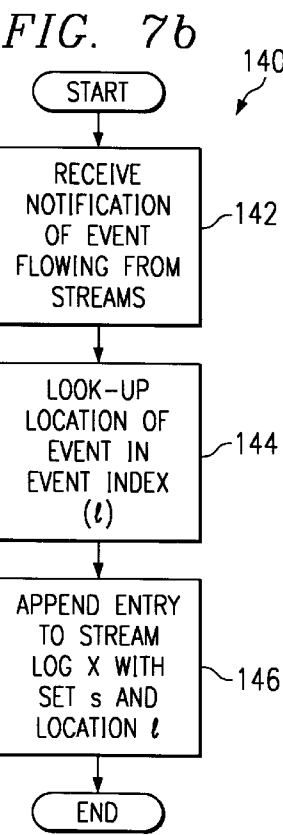 FIG. 7b
140
START
RECEIVE
NOTIFICATION
OF EVENT
FLOWING FROM
STREAMS
142
LOOK-UP
LOCATION OF
EVENT IN
EVENT INDEX
(ℓ)
144
APPEND ENTRY
TO STREAM
LOG X WITH
SET s AND
LOCATION ℓ
146
END